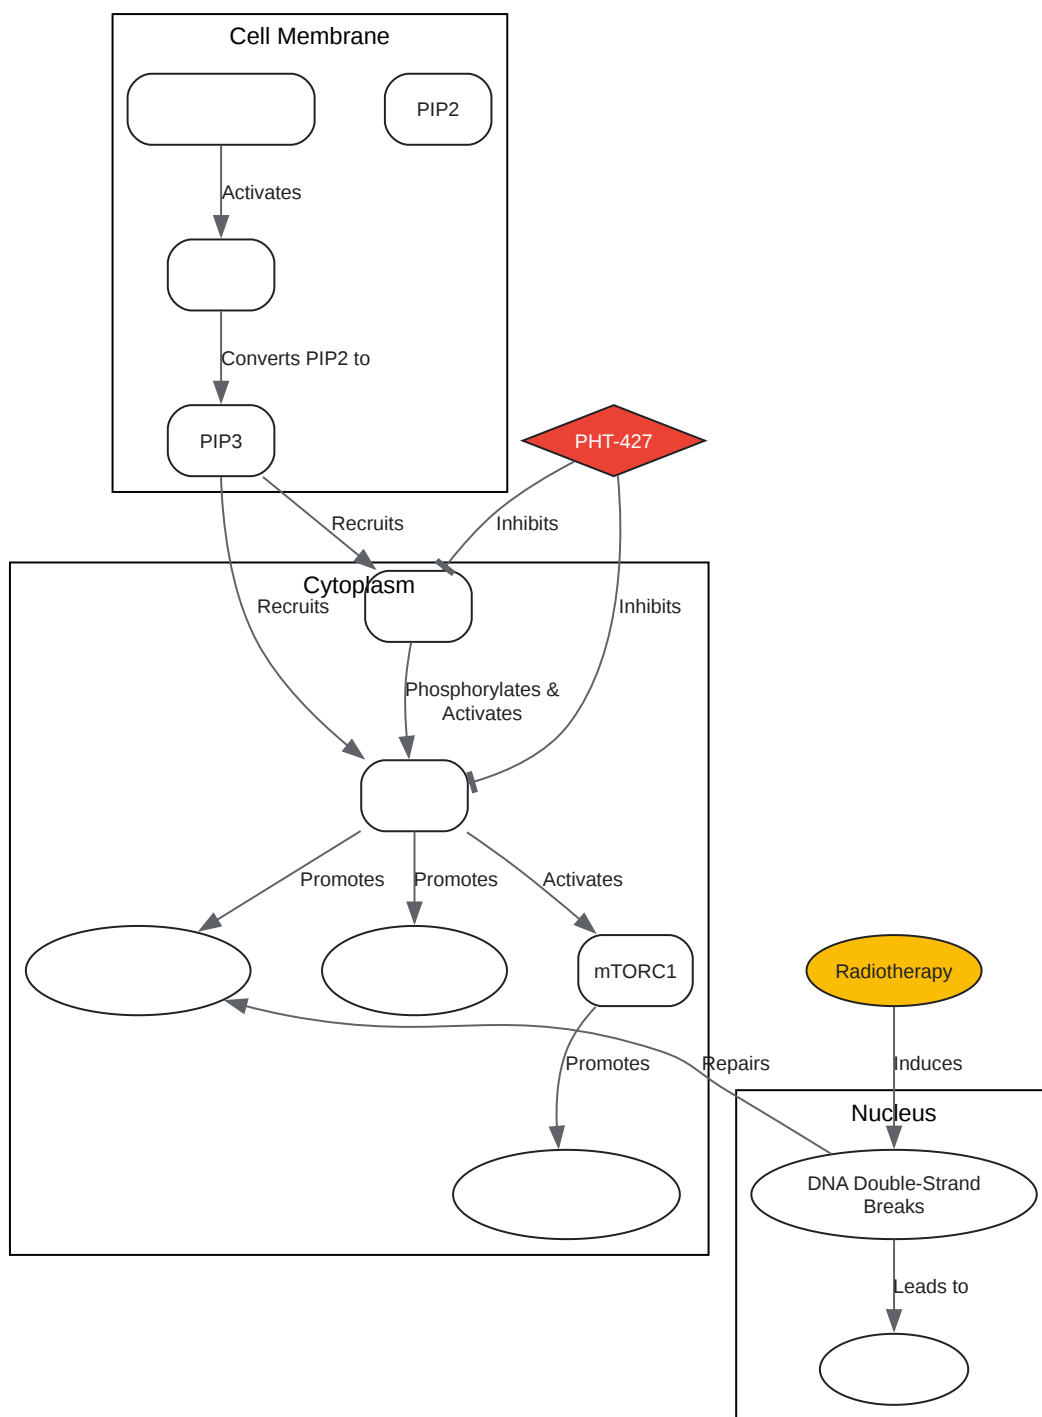 Cell Membrane
PIP2
Activates
Converts PIP2 to
PIP3
PHT-427
Recruits
Inhibits
Cytoplasm
Recruits
Inhibits
Phosphorylates &
Activates
Promotes
Promotes
Activates
mTORC1
Radiotherapy
Promotes
Repairs
Induces
Nucleus
DNA Double-Strand
Breaks
Leads to